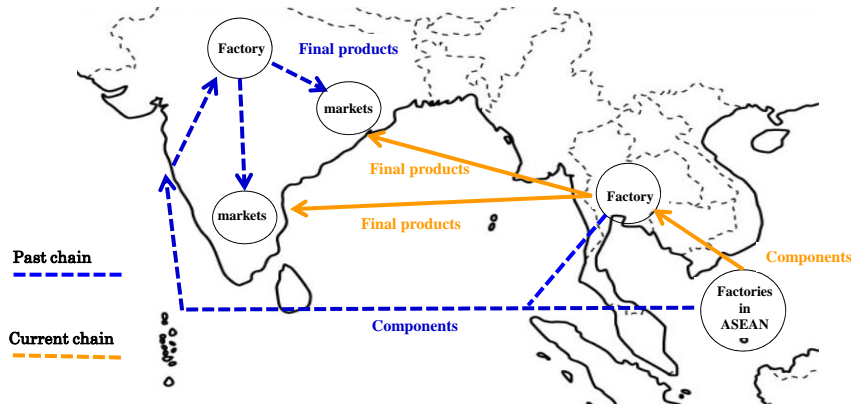 Factory
Final products
markets
Final products
Factory
markets
Final products
Past chain
Components
Factories
in
ASEAN
Components
Current chain